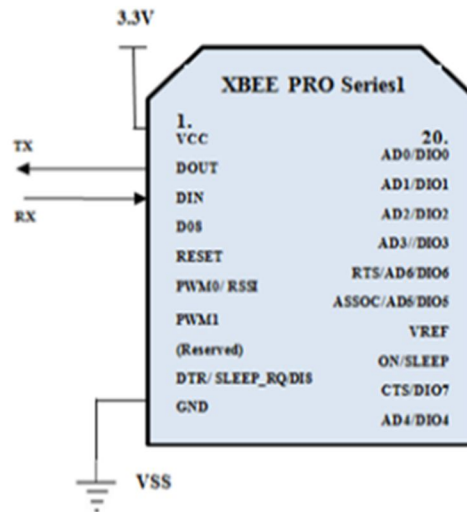 3.3V
XBEE PRO Series1
1.
VCC
TX
DOUT
DIN
RX
D08
RESET
PWM0/ RSSI
PWM1
(Reserved)
DTR/ SLEEP_RQ/DI8
GND
VSS
20.
AD0/DIO0
AD1/DIO1
AD2/DIO2
AD3//DIO3
RTS/AD6/DIO6
ASSOC/AD5/DIO5
VREF
ON/SLEEP
CTS/DIO7
AD4/DIO4